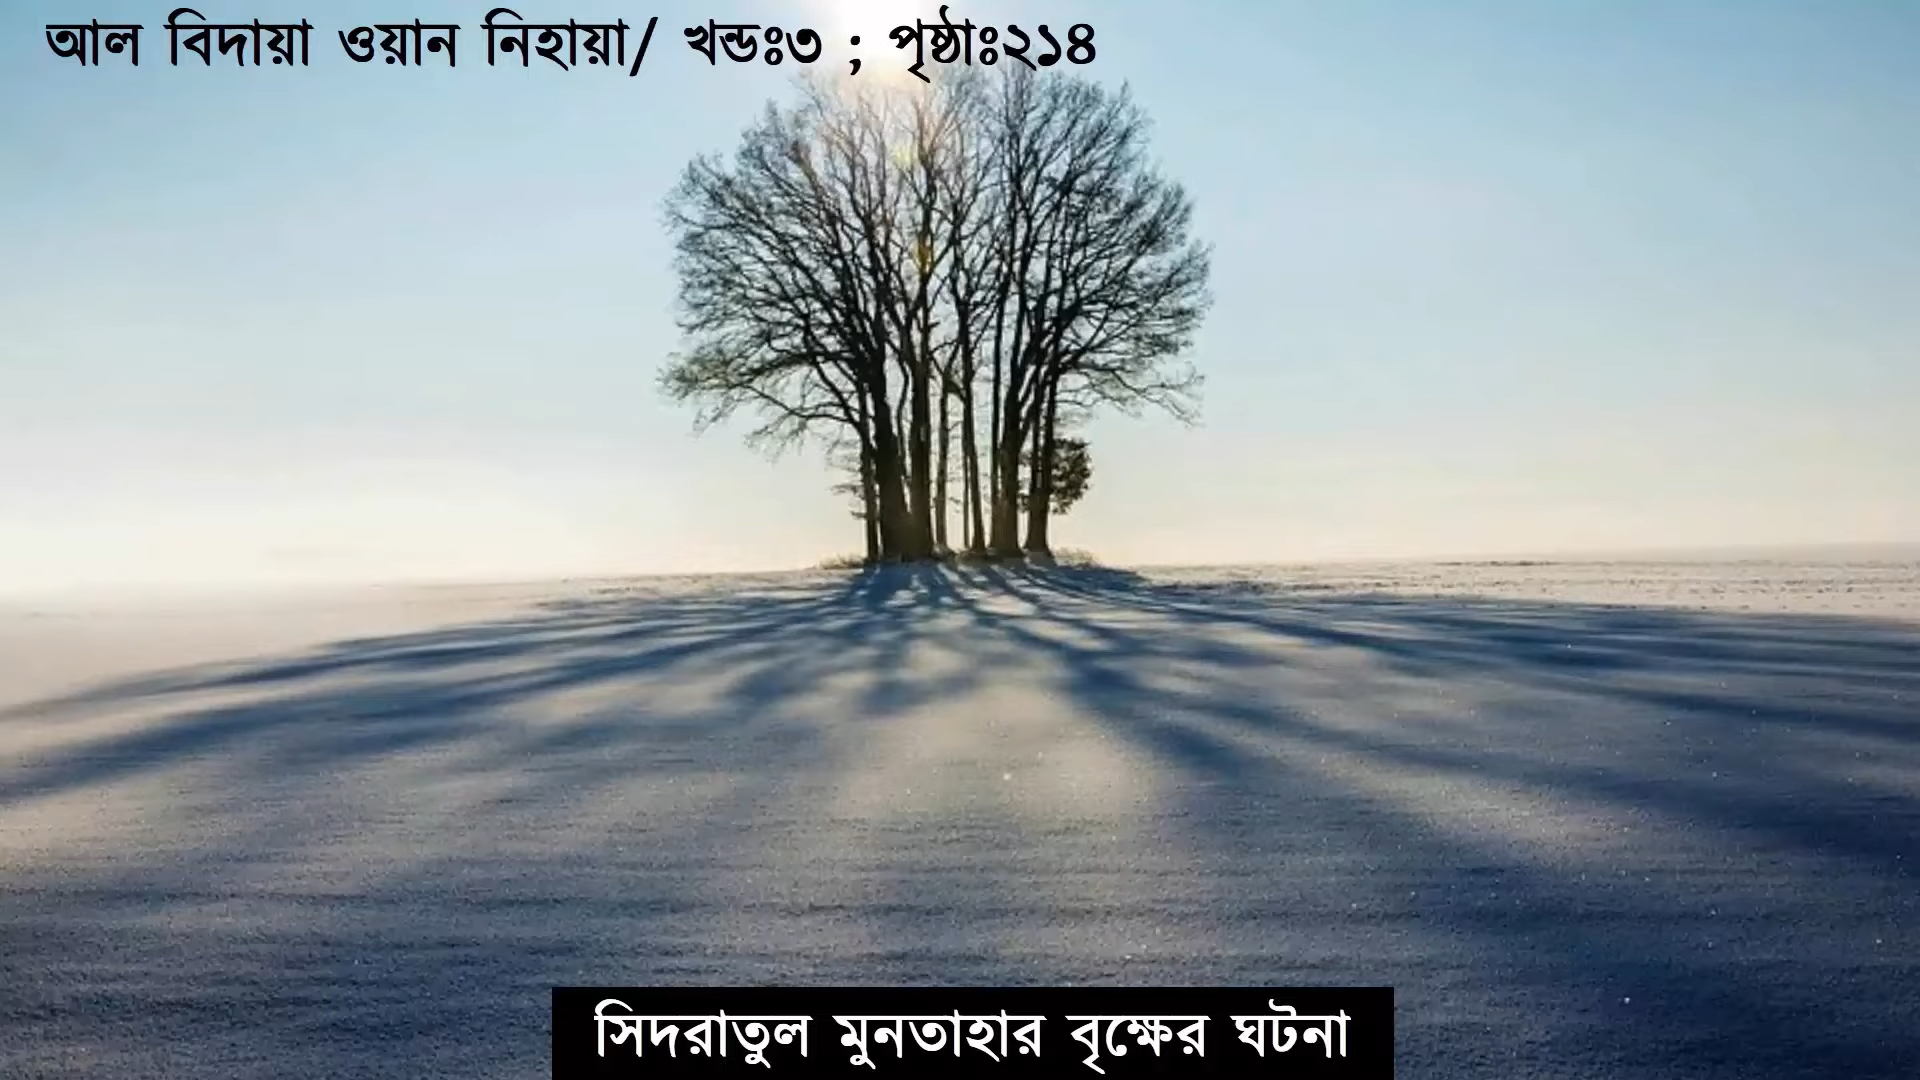 আল বিদায়া ওয়ান নিহায়া/ খন্ডঃ৩ ; পৃষ্ঠাঃ২১৪
সিদরাতুল মুনতাহার বৃক্ষের ঘটনা